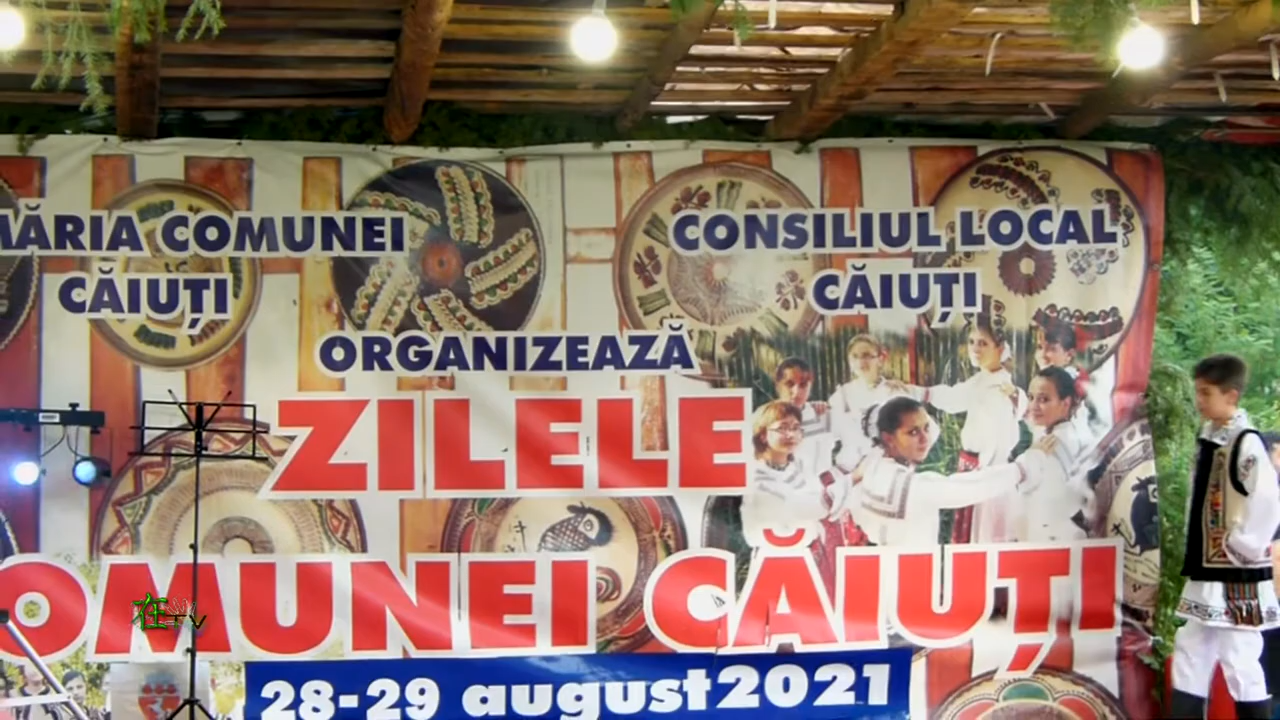 MĂRIA COMUNEI
CĂIUȚI
CONSILIUL LOCAL
CĂIUȚI
ORGANIZEAZĂ
ZILELE
OMUNEI CĂIUȚI
28-29 august 2021